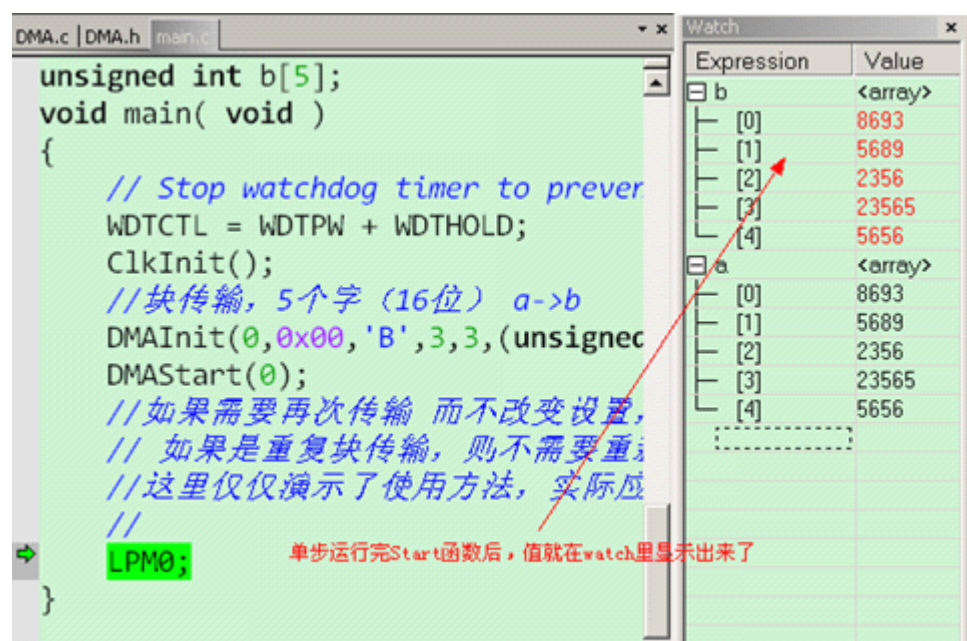 DMA.c | DMA.h main.c
unsigned int b[5];
void main( void )
{
// Stop watchdog timer to prever
WDTCTL = WDTPW + WDTHOLD;
ClkInit();
//块传输，5个字（16位） a->b
DMAInit(0,0x00,'B',3,3,(unsigned
DMAStart(0);
//如果需要再次传输 而不改变设置，
// 如果是重复块传输，则不需要重
//这里仅仅演示了使用方法，实际应
//
LPM0;
}
单步运行完Start函数后，值就在watch里显示出来了
Watch
Expression Value
b <array>
[0] 8693
[1] 5689
[2] 2356
[3] 23565
[4] 5656
a <array>
[0] 8693
[1] 5689
[2] 2356
[3] 23565
[4] 5656